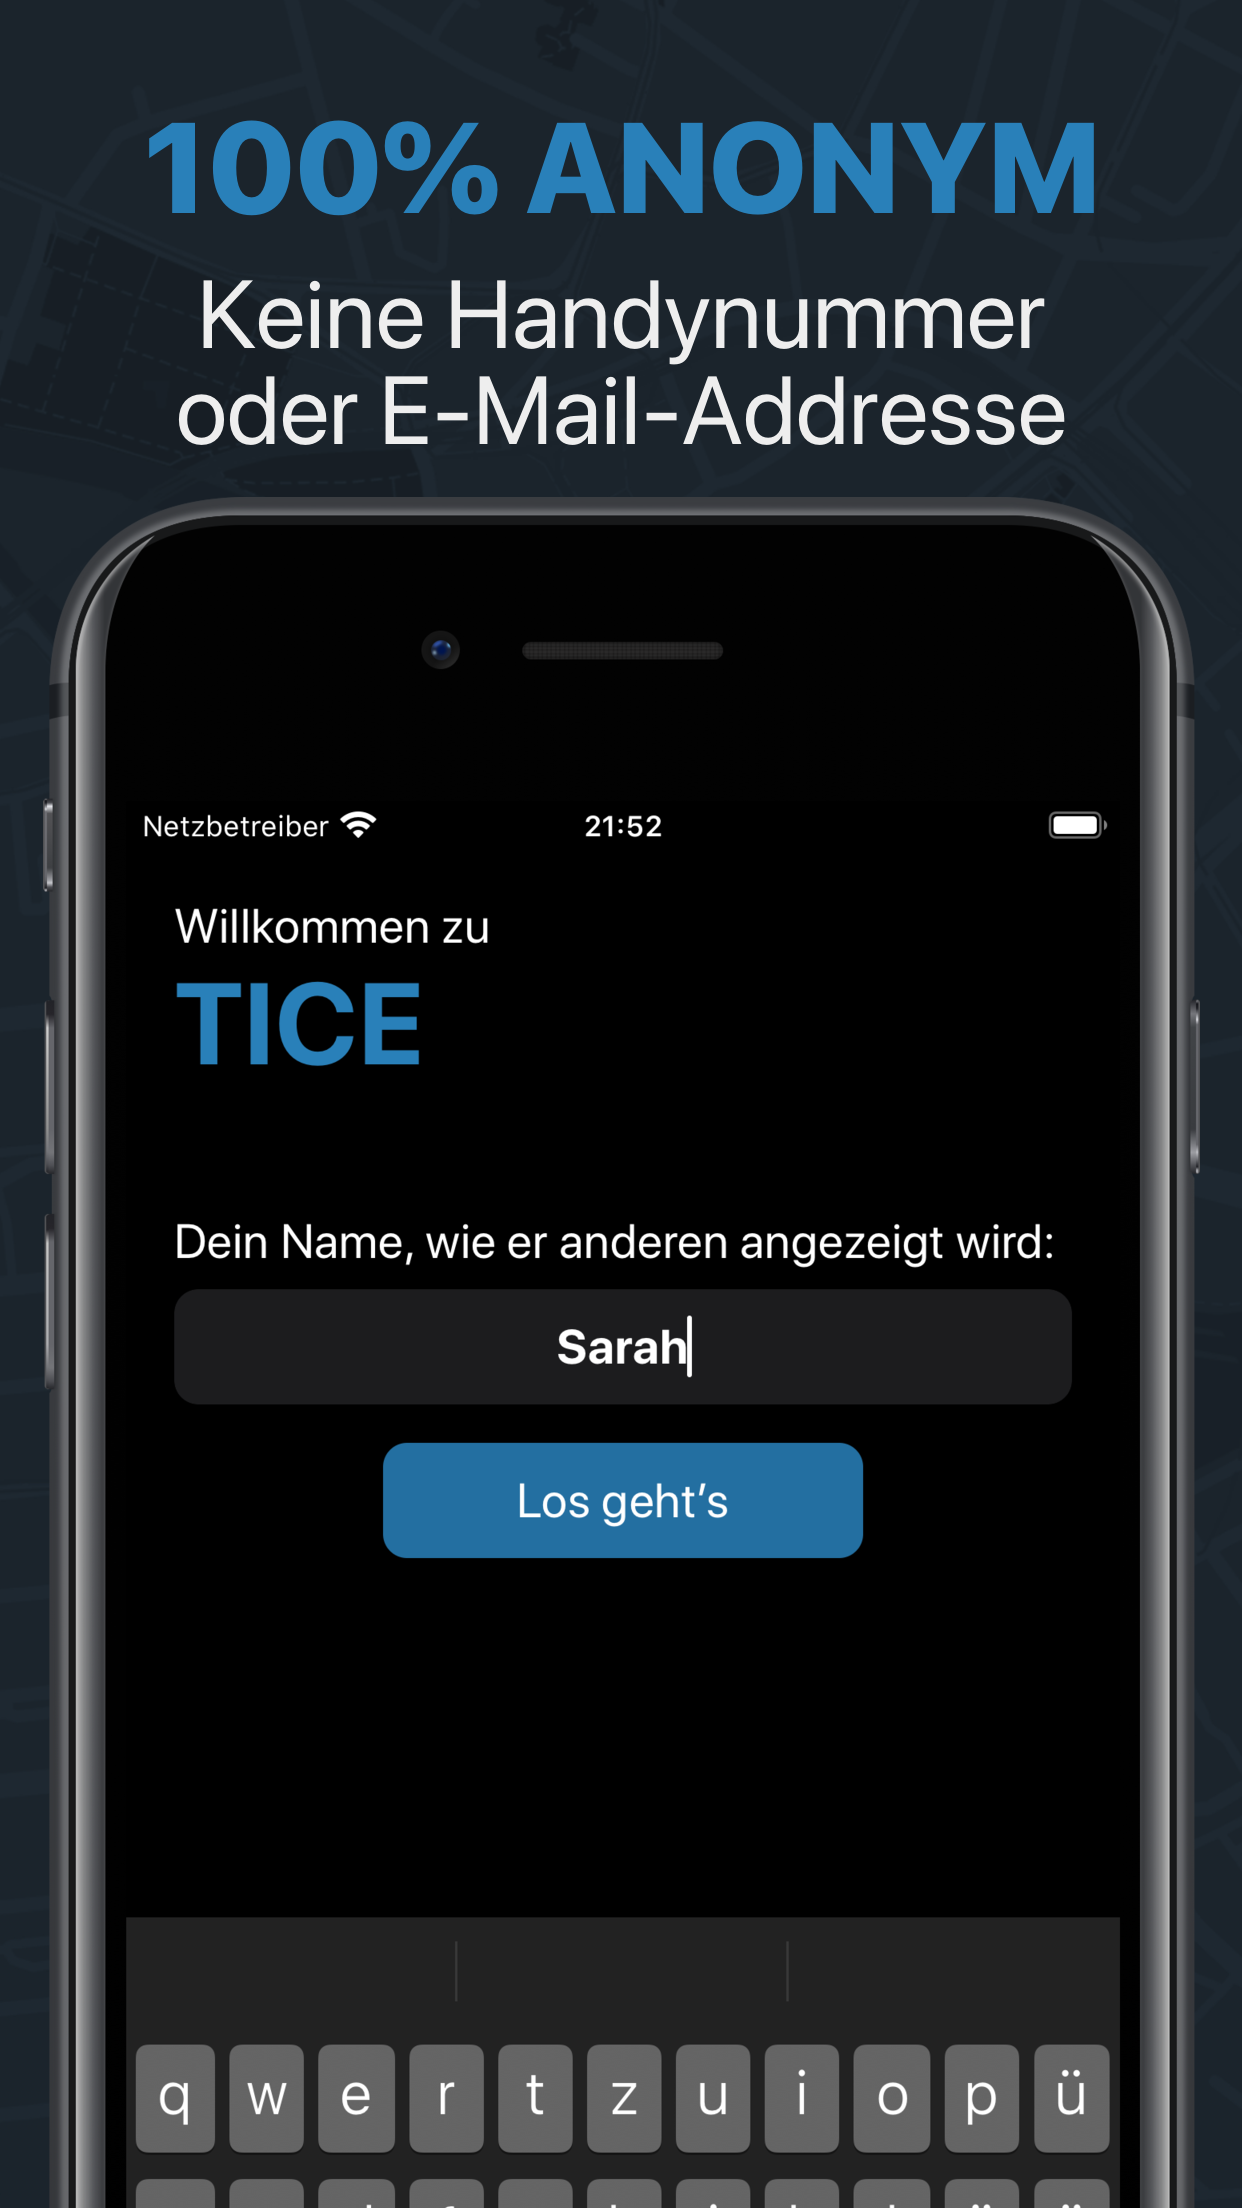 100% ANONYM
Keine Handynummer
oder E-Mail-Addresse
Netzbetreiber 21:52
Willkommen zu
TICE
Dein Name, wie er anderen angezeigt wird:
Sarah
Los geht’s
q w e r t z u i o p ü